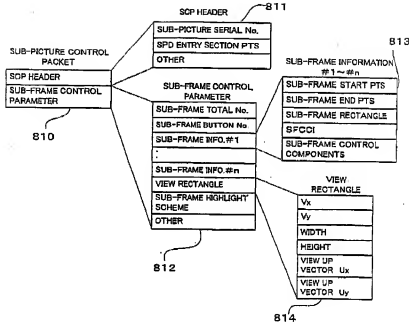 SCP HEADER
811
SUB-PICTURE SERIAL No.
SPD ENTRY SECTION PTS
OTHER
SUB-PICTURE CONTROL
PACKET
SCP HEADER
SUB-FRAME CONTROL
PARAMETER
810
SUB-FRAME CONTROL
PARAMETER
SUB-FRAME TOTAL No.
SUB-FRAME BUTTON No.
SUB-FRAME INFO.#1
:
SUB-FRAME INFO.#n
VIEW RECTANGLE
SUB-FRAME HIGHLIGHT
SCHEME
OTHER
812
813
SUB-FRAME INFORMATION
#1~#n
SUB-FRAME START PTS
SUB-FRAME END PTS
SUB-FRAME RECTANGLE
SFCCI
SUB-FRAME CONTROL
COMPONENTS
VIEW
RECTANGLE
Vx
Vy
WIDTH
HEIGHT
VIEW UP
VECTOR Ux
VIEW UP
VECTOR Uy
814